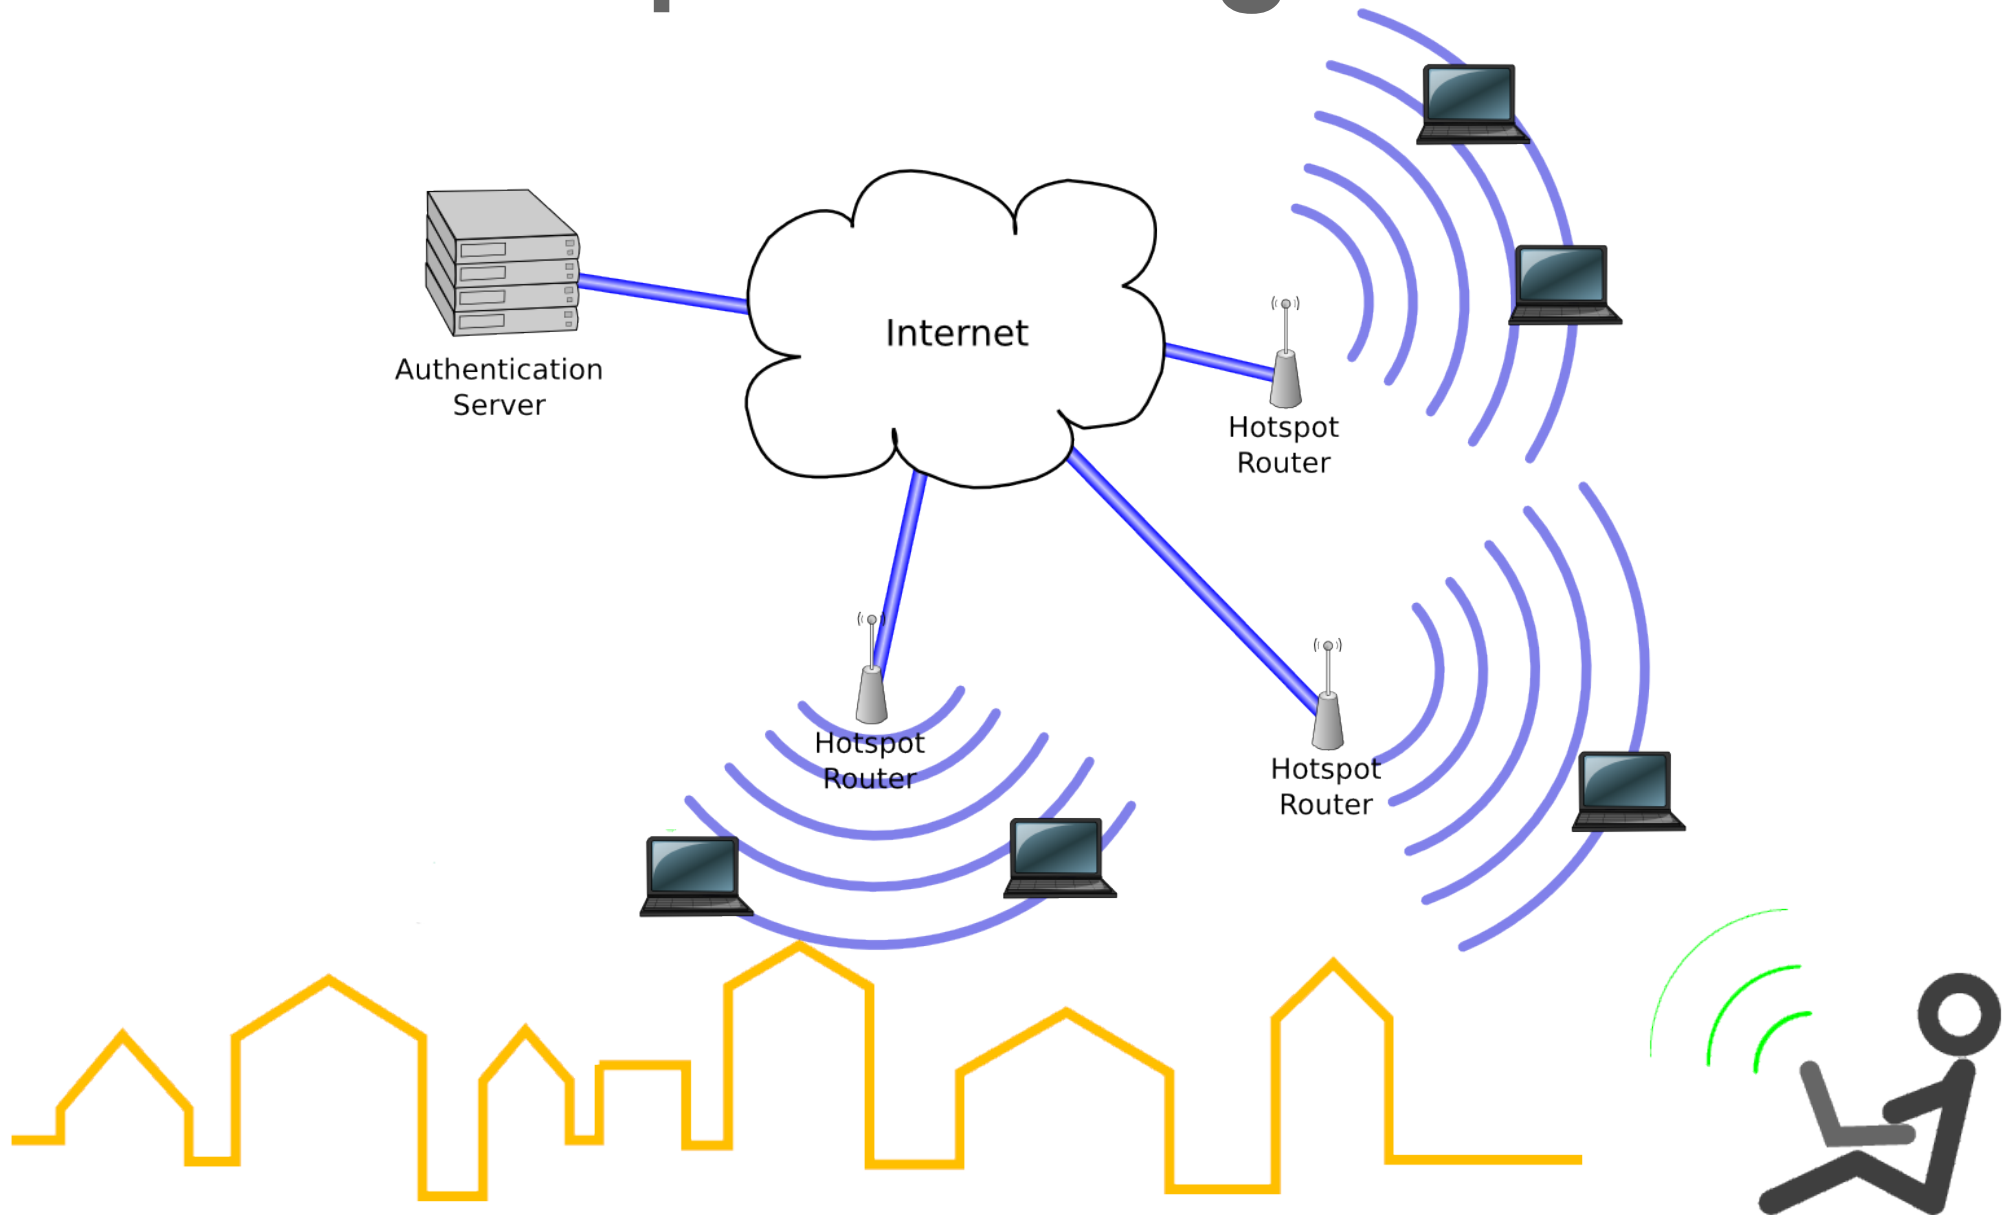 Internet
Authentication
Server
Hotspot
Router
Hotspot
Router
Hotspot
Router